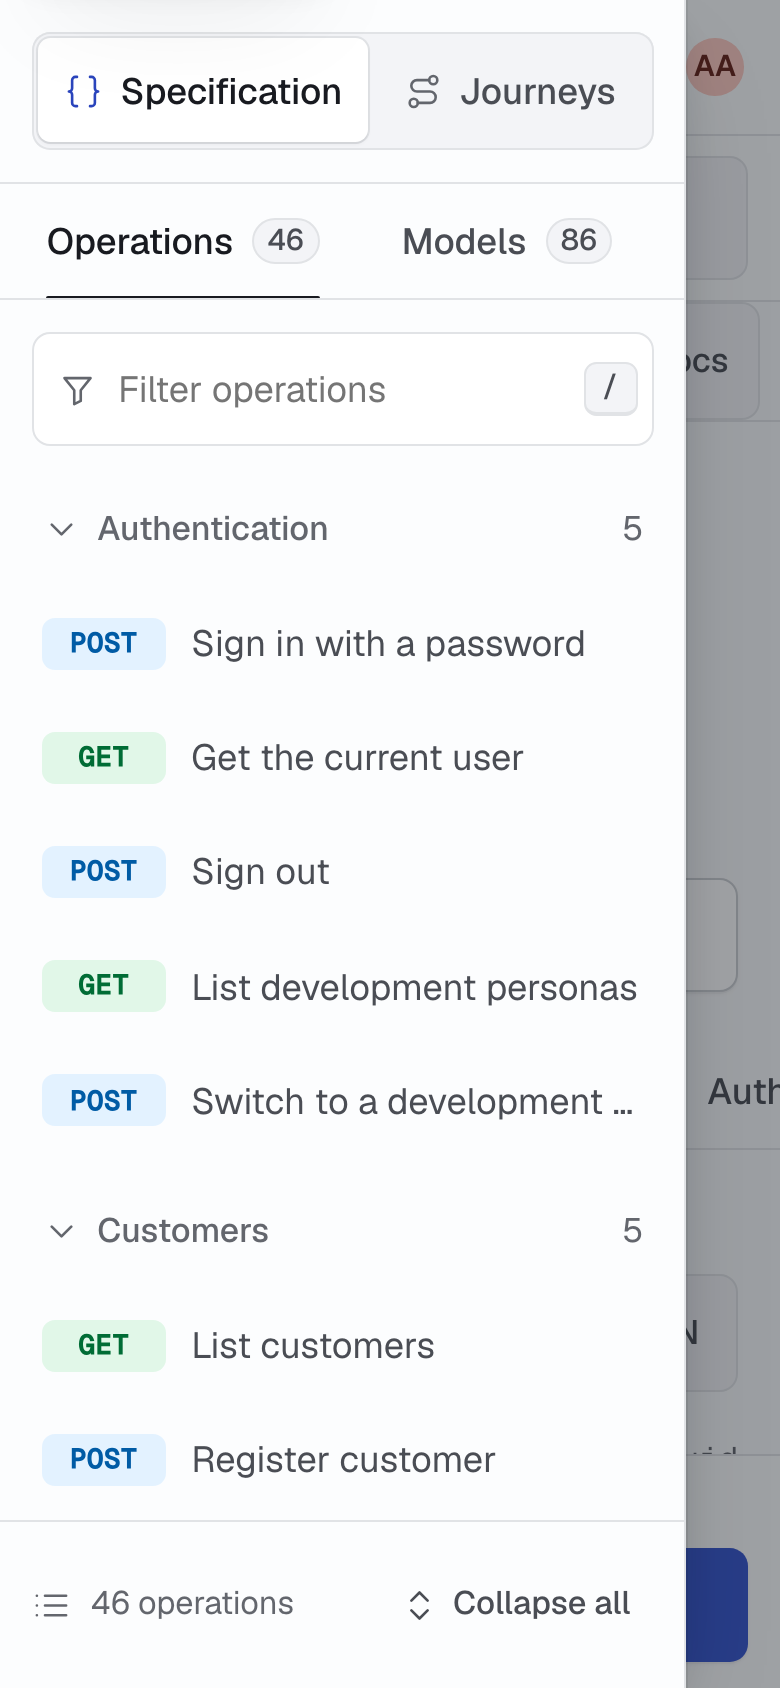 Specification
Journeys
AA
Operations 46
Models 86
Filter operations /
Authentication 5
POST Sign in with a password
GET Get the current user
POST Sign out
GET List development personas
POST Switch to a development ...
Auth
Customers 5
GET List customers
POST Register customer
46 operations
Collapse all